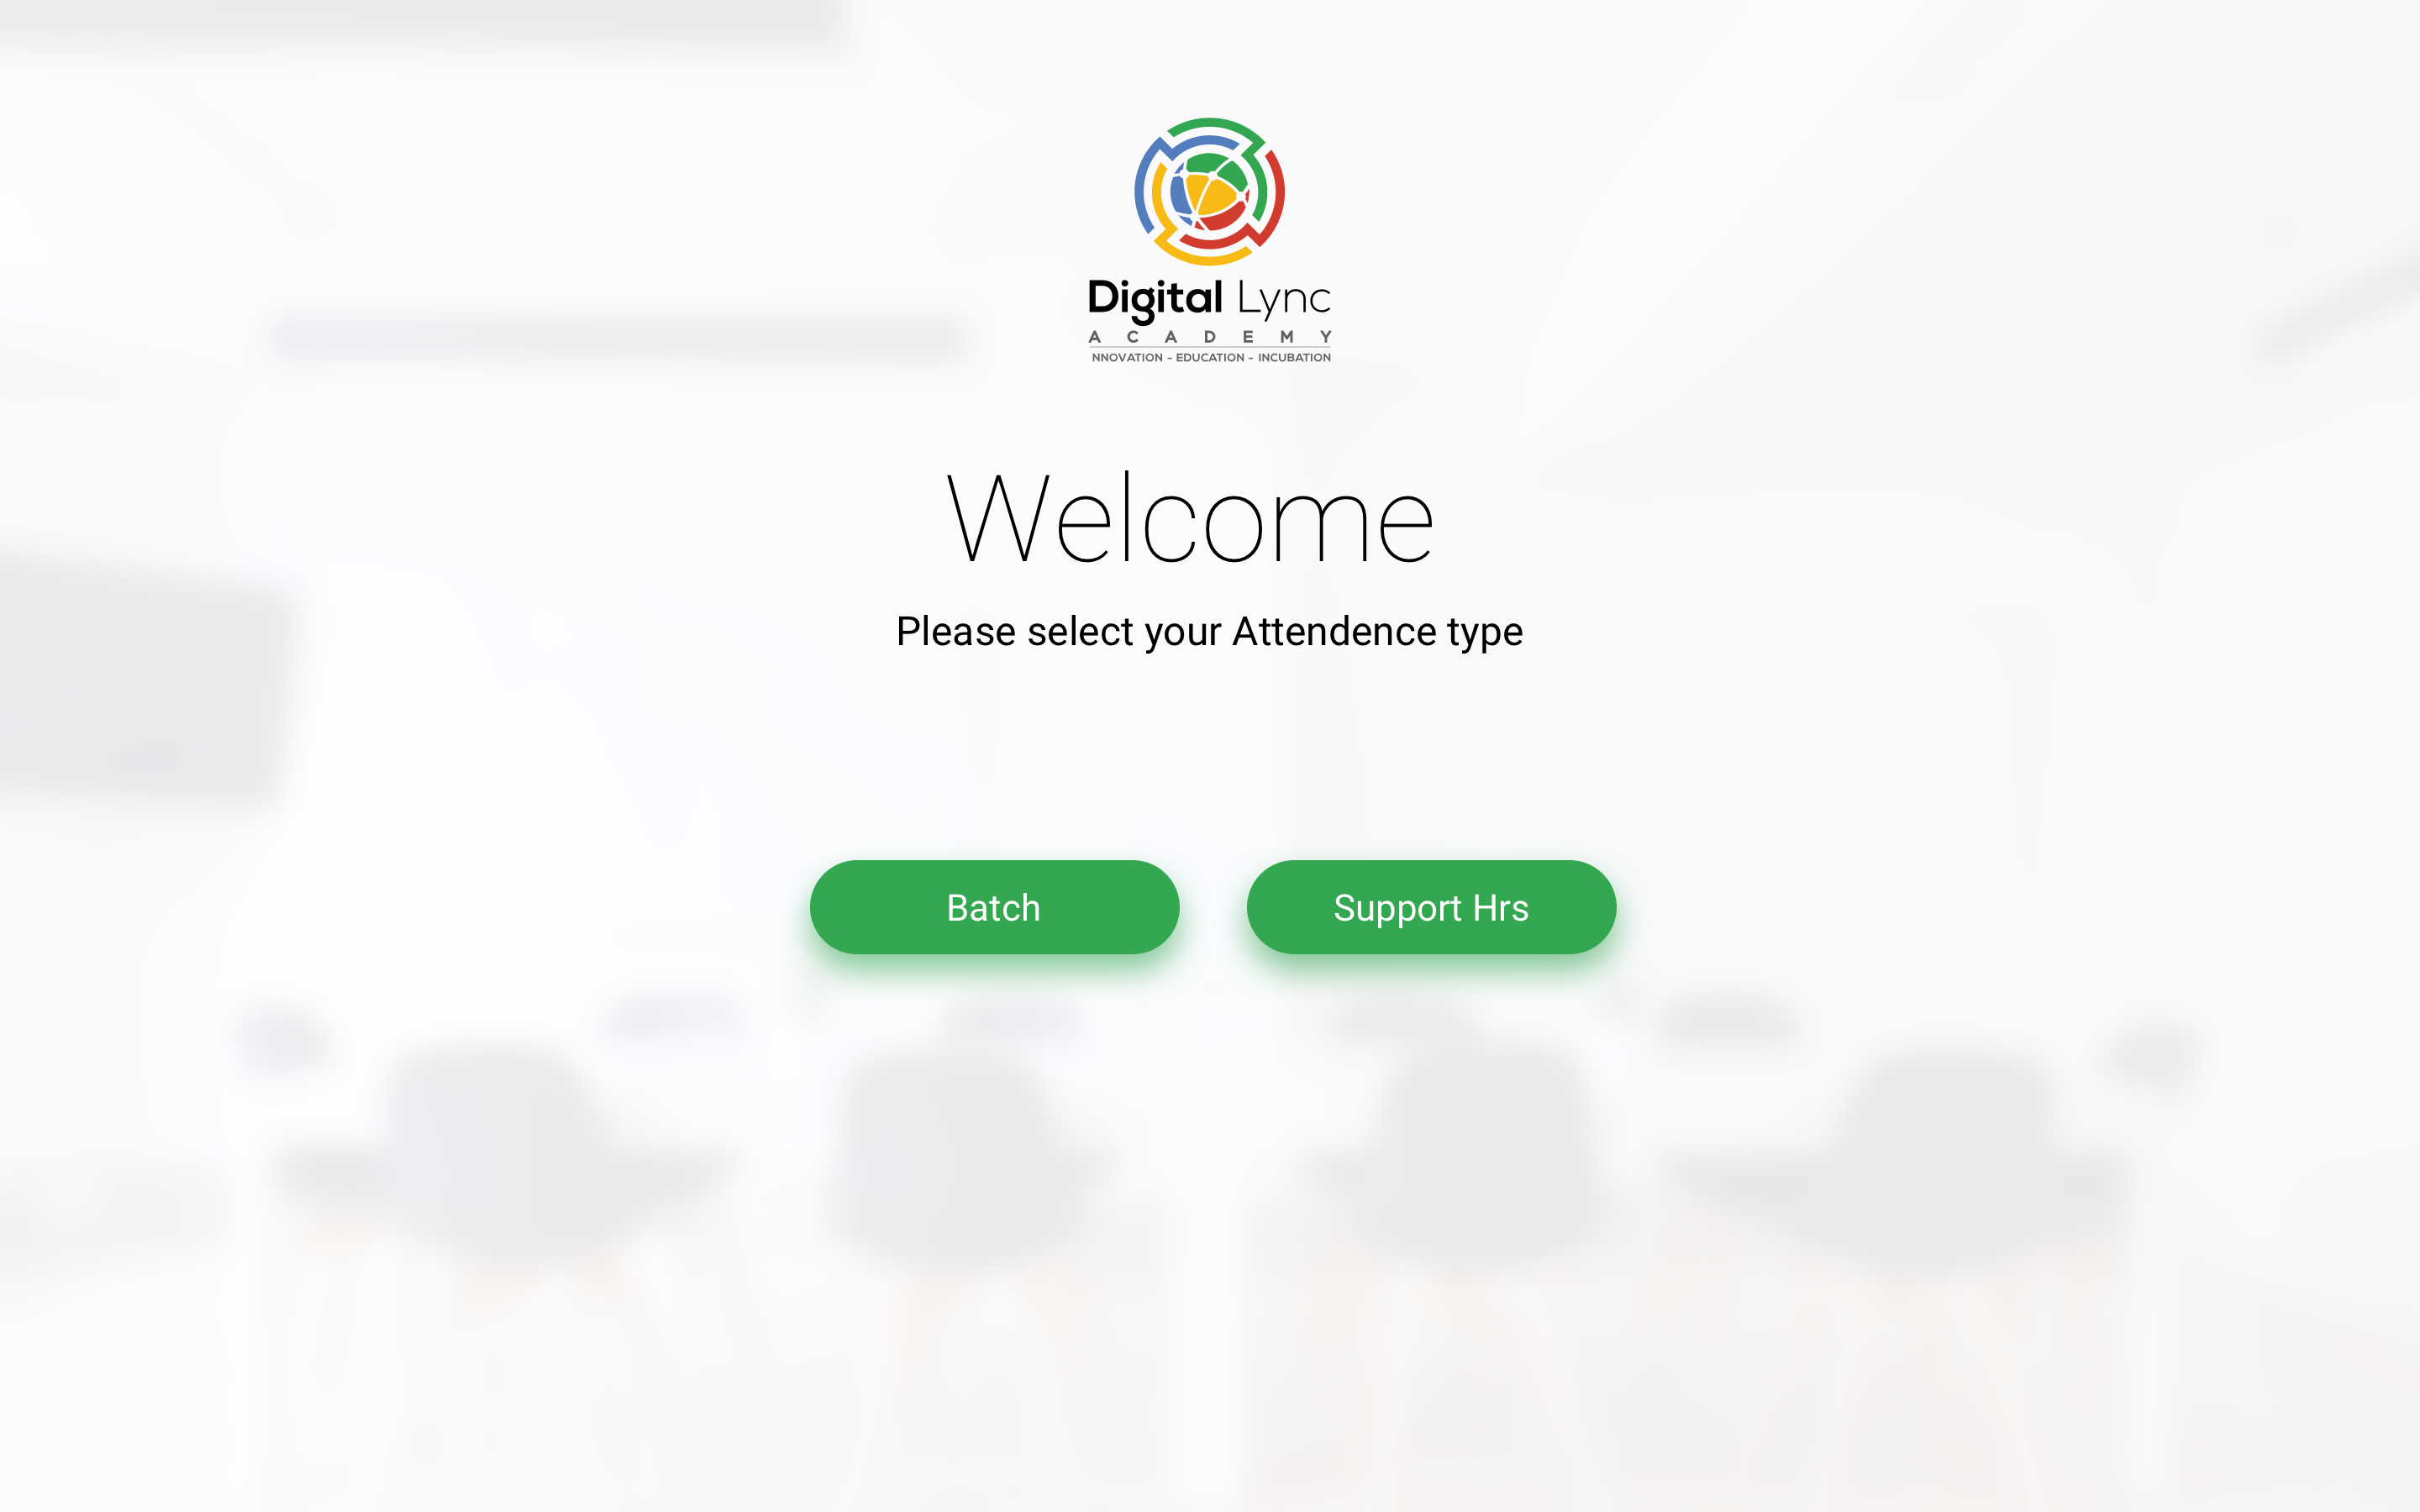 Digital Lync
ACADEMY
NNOVATION - EDUCATION - INCUBATION
Welcome
Please select your Attendence type
Batch
Support Hrs